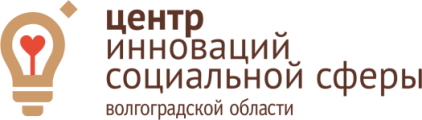 центр
инноваций
социальной сферы
волгоградской области